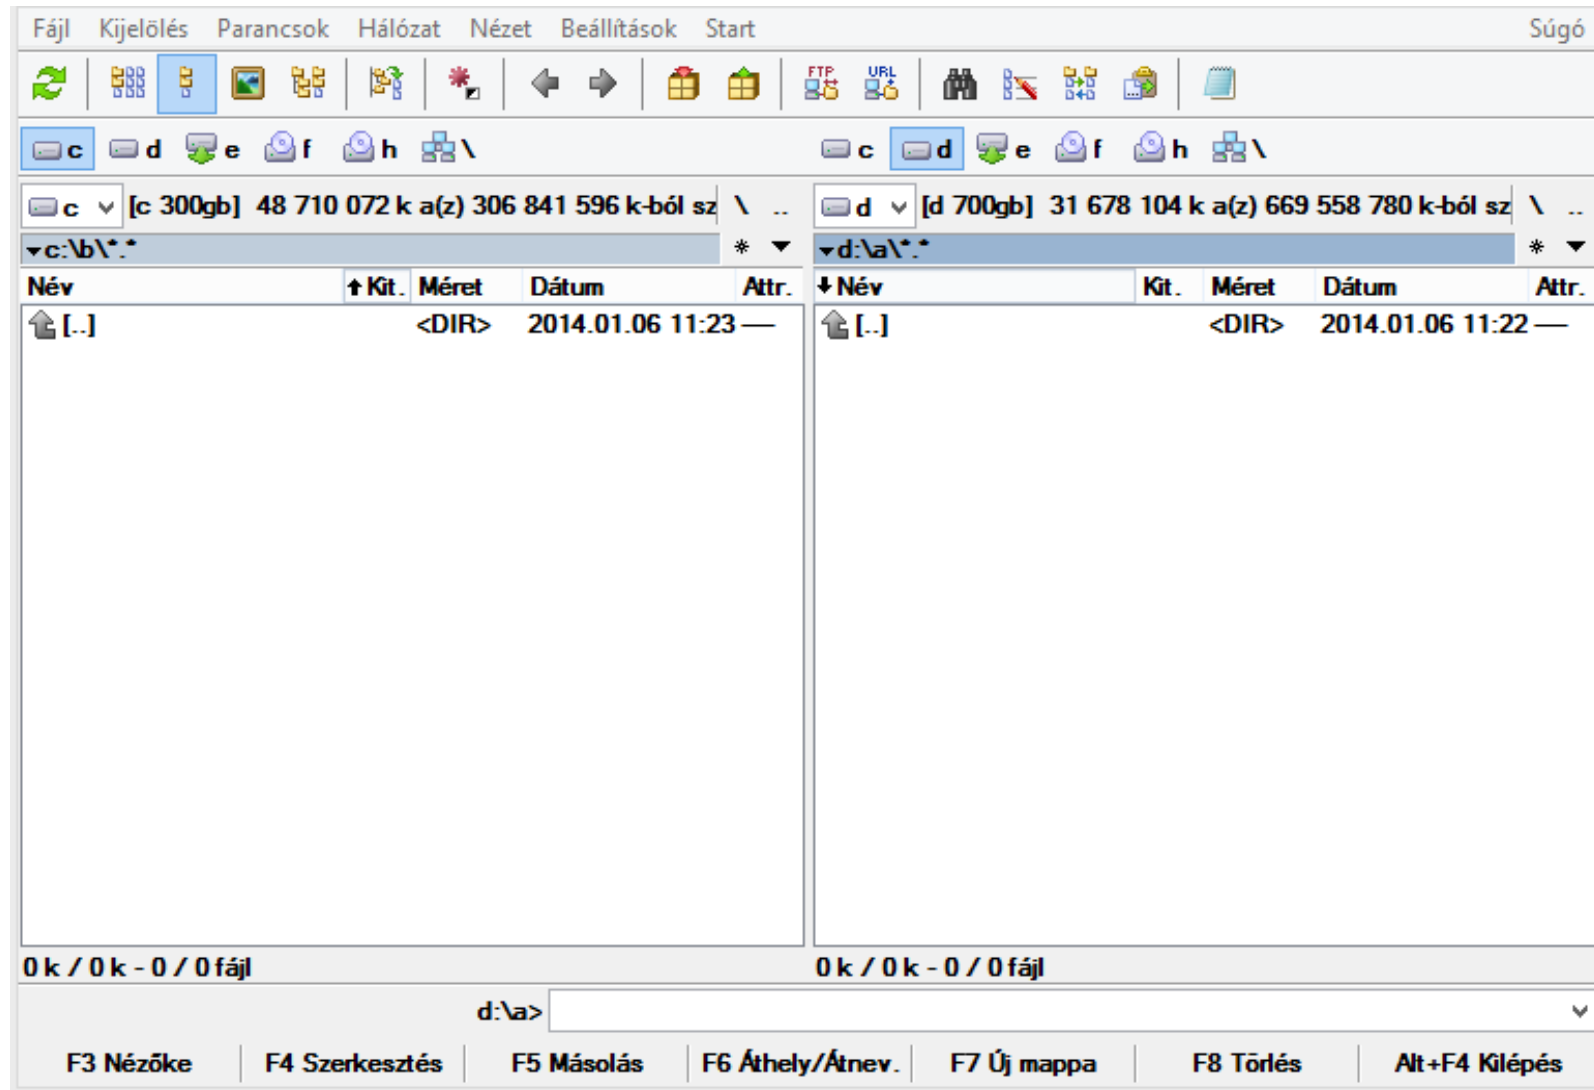 Fájl Kijelölés Parancsok Hálózat Nézet Beállítások Start Súgó
FTP URL
c d e f h \ c d e f h \
c [c 300gb] 48 710 072 k a(z) 306 841 596 k-ból sz \ .. d [d 700gb] 31 678 104 k a(z) 669 558 780 k-ból sz \ ..
c:\b\*.* * d:\a\*.* *
Név Kit. Méret Dátum Attr. Név Kit. Méret Dátum Attr.
[..] <DIR> 2014.01.06 11:23 — [..] <DIR> 2014.01.06 11:22 —
0 k / 0 k - 0 / 0 fájl 0 k / 0 k - 0 / 0 fájl
d:\a>
F3 Nézőke F4 Szerkesztés F5 Másolás F6 Áthely/Átnev. F7 Új mappa F8 Törlés Alt+F4 Kilépés